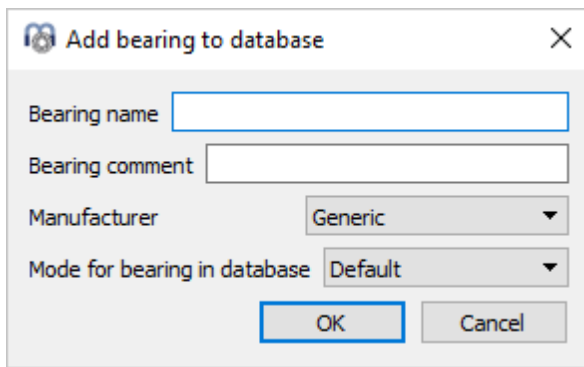 Add bearing to database
Bearing name
Bearing comment
Manufacturer Generic
Mode for bearing in database Default
OK Cancel